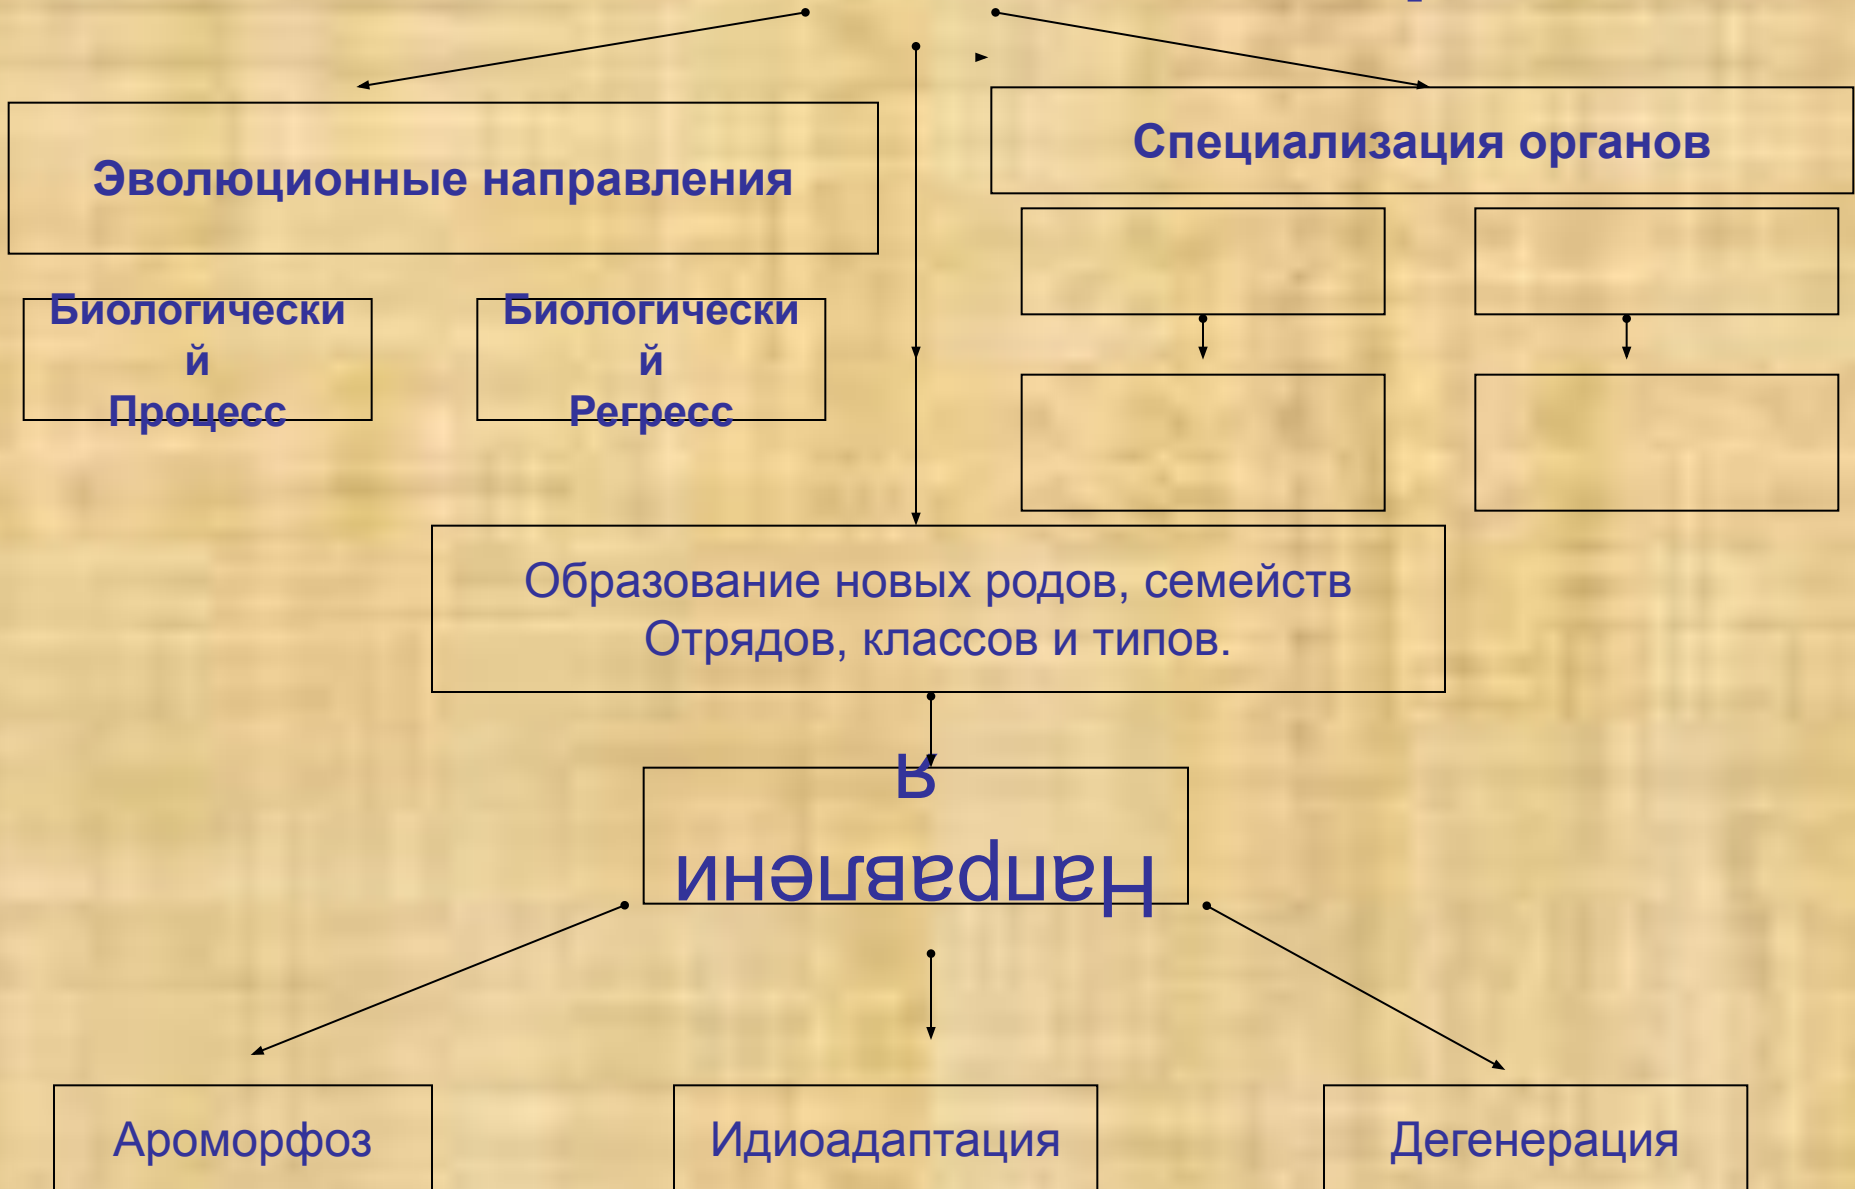 Эволюционные направления
Специализация органов
Биологически
й
Процесс
Биологически
й
Регресс
Образование новых родов, семейств
Отрядов, классов и типов.
Направлени
я
Ароморфоз
Идиоадаптация
Дегенерация